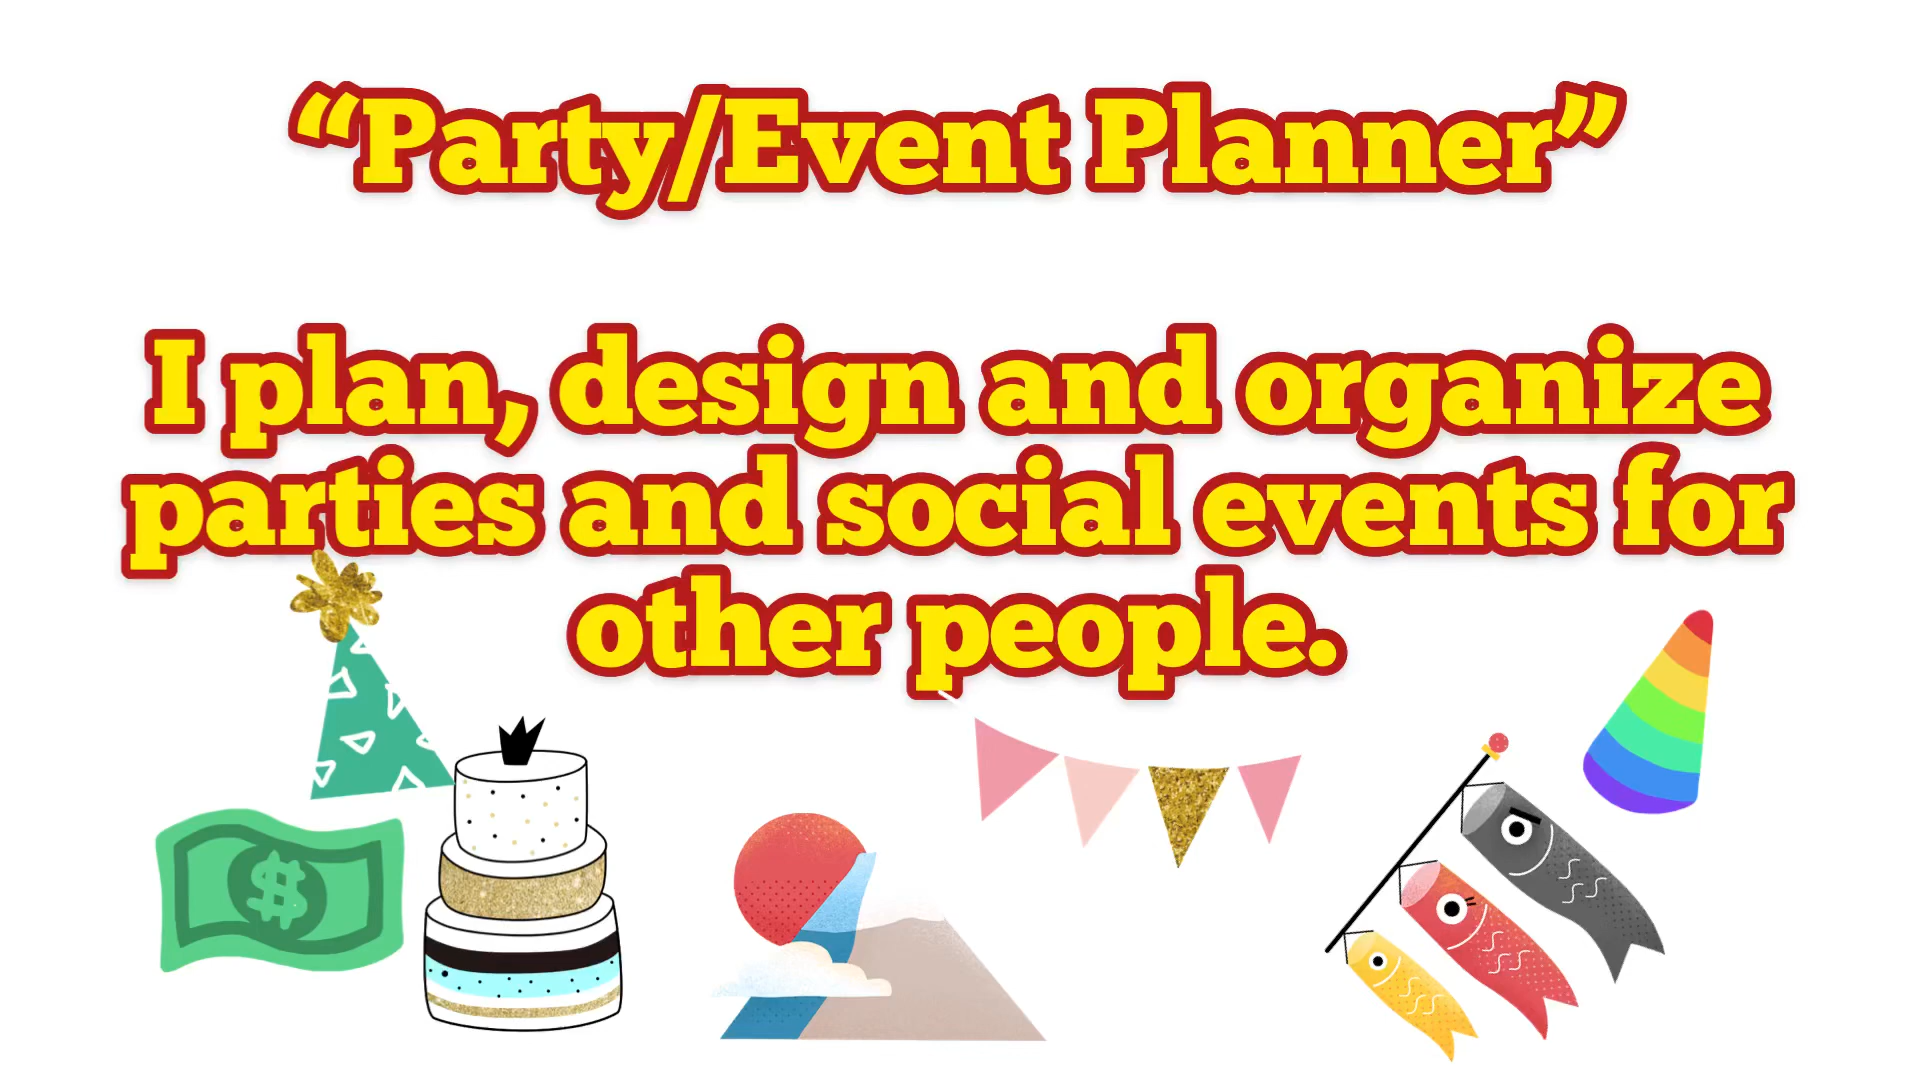 “Party/Event Planner”
I plan, design and organize
parties and social events for
other people.
$